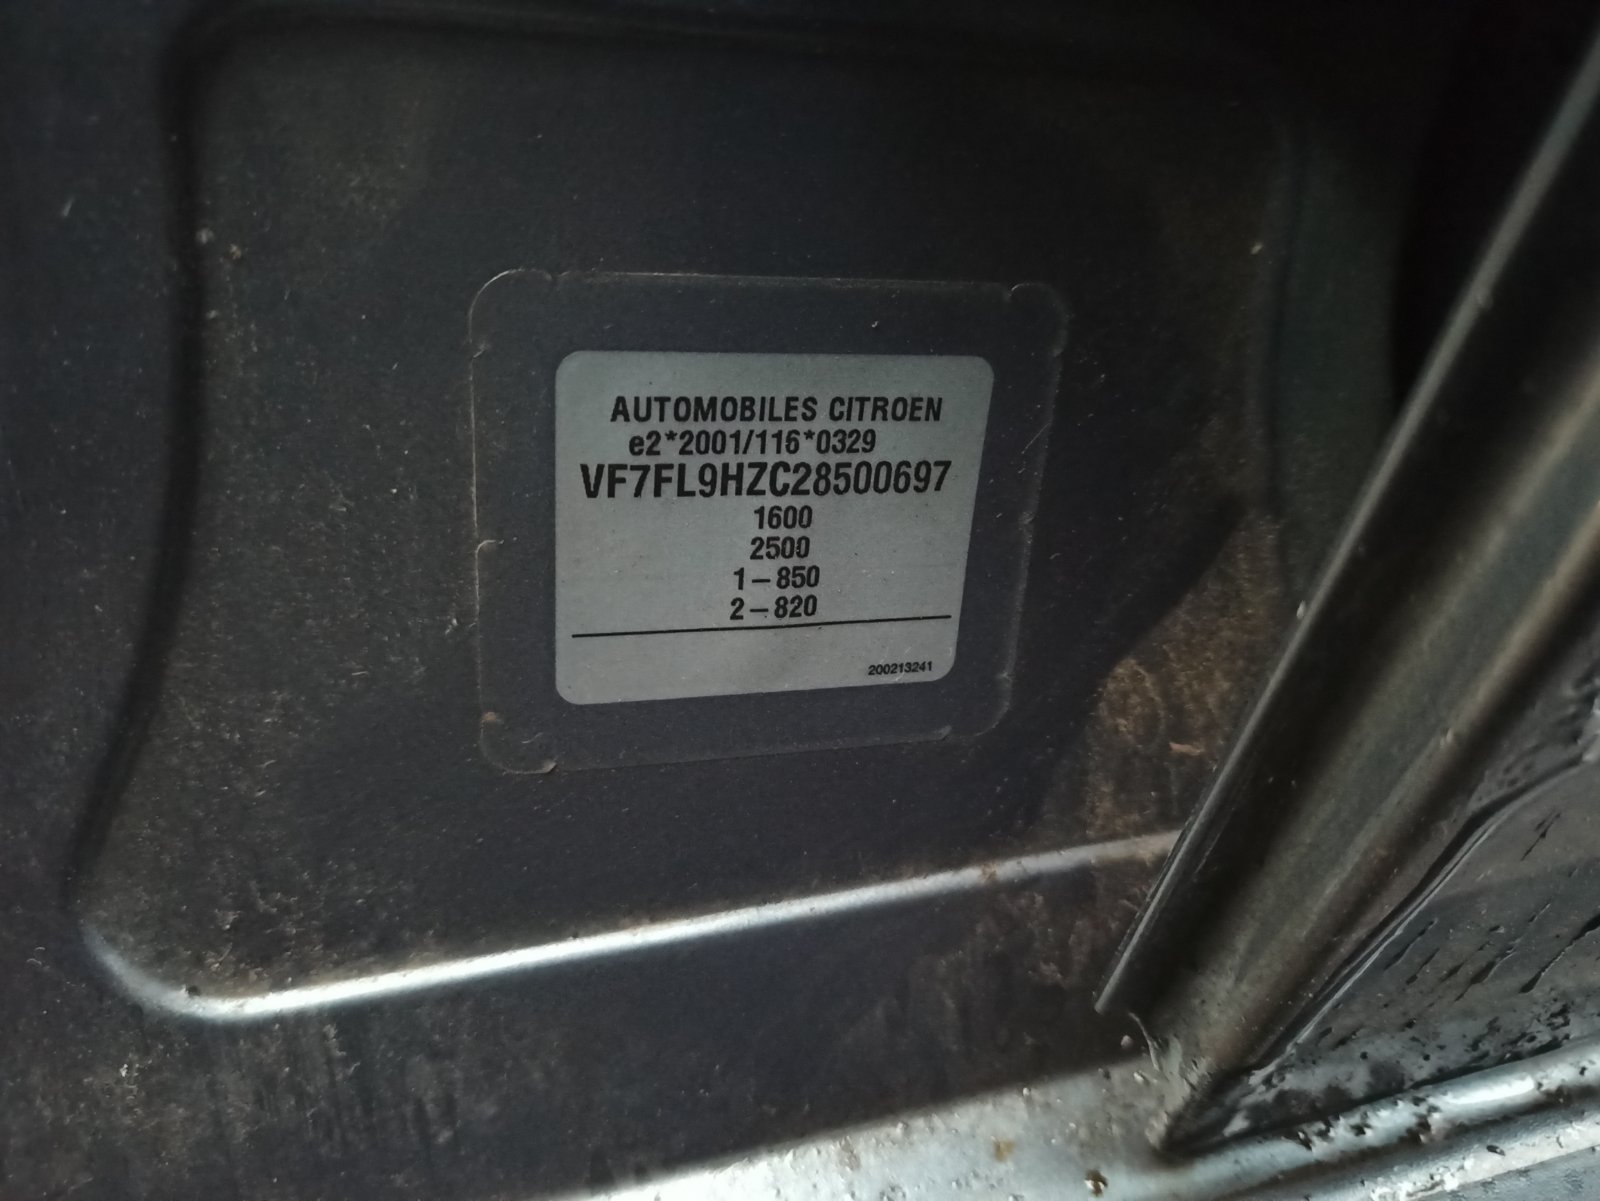 AUTOMOBILES CITROEN
e2*2001/116*0329
VF7FL9HZC28500697
1600
2500
1-850
2-820
200213241